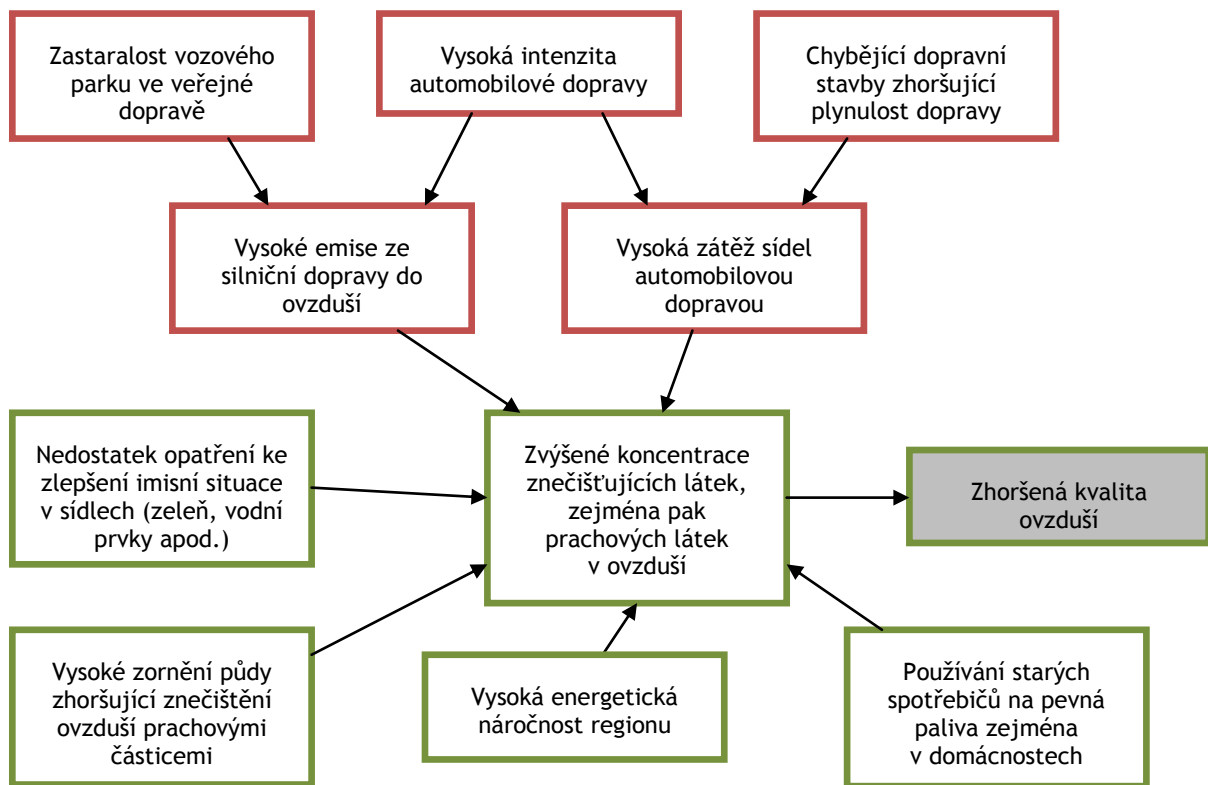 Zastaralost vozového
parku ve veřejné
dopravě
Vysoká intenzita
automobilové dopravy
Chybějící dopravní
stavby zhoršující
plynulost dopravy
Vysoké emise ze
silniční dopravy do
ovzduší
Vysoká zátěž sídel
automobilovou
dopravou
Nedostatek opatření ke
zlepšení imisní situace
v sídlech (zeleň, vodní
prvky apod.)
Zvýšené koncentrace
znečišťujících látek,
zejména pak
prachových látek
v ovzduší
Zhoršená kvalita
ovzduší
Vysoké zornění půdy
zhoršující znečištění
ovzduší prachovými
částicemi
Vysoká energetická
náročnost regionu
Používání starých
spotřebičů na pevná
paliva zejména
v domácnostech